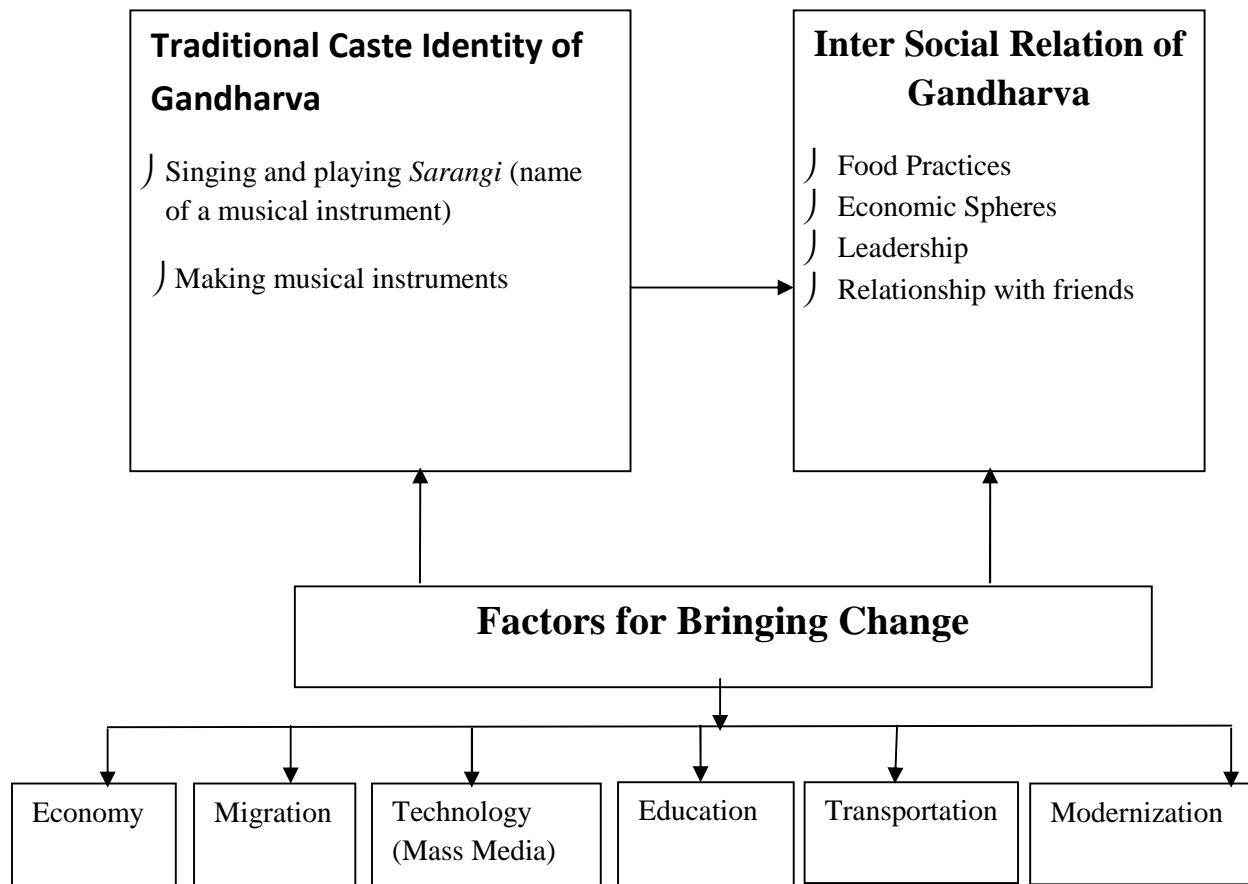 Traditional Caste Identity of
Gandharva
Singing and playing Sarangi (name
of a musical instrument)
Making musical instruments
Inter Social Relation of
Gandharva
Food Practices
Economic Spheres
Leadership
Relationship with friends
Factors for Bringing Change
Economy
Migration
Technology
(Mass Media)
Education
Transportation
Modernization